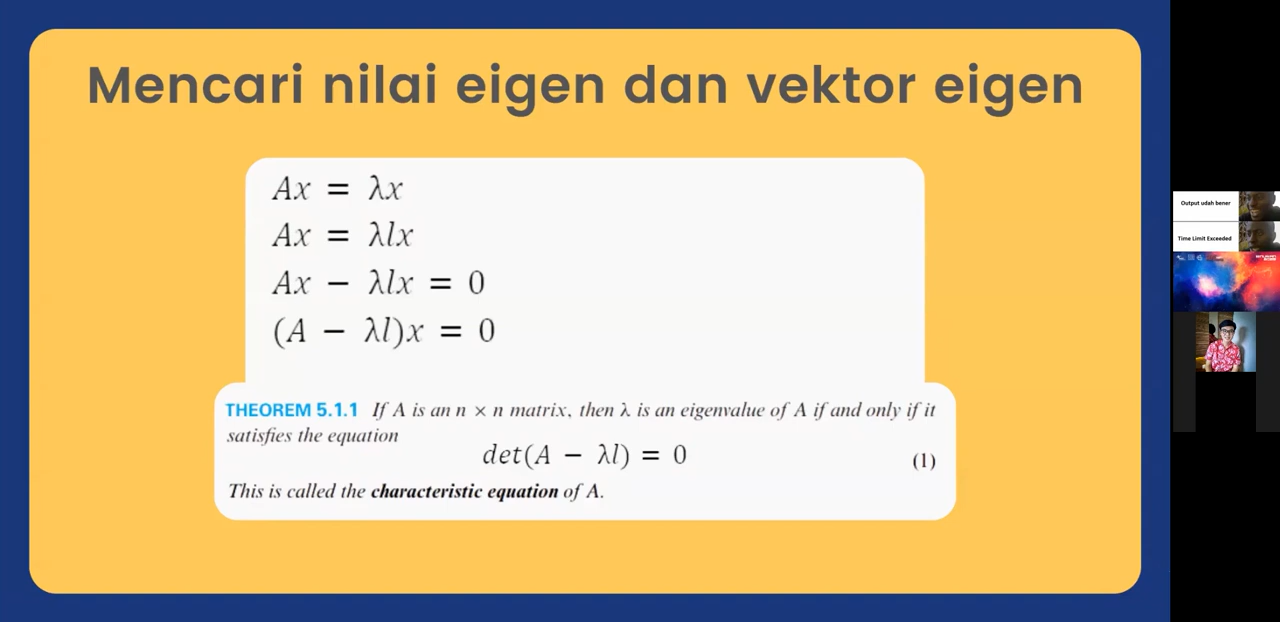 Mencari nilai eigen dan vektor eigen
Ax = λx
Ax = λlx
Ax − λlx = 0
(A − λl)x = 0
THEOREM 5.1.1 If A is an n × n matrix, then λ is an eigenvalue of A if and only if it
satisfies the equation
det(A − λl) = 0 (1)
This is called the characteristic equation of A.
Output udah bener
Time Limit Exceeded